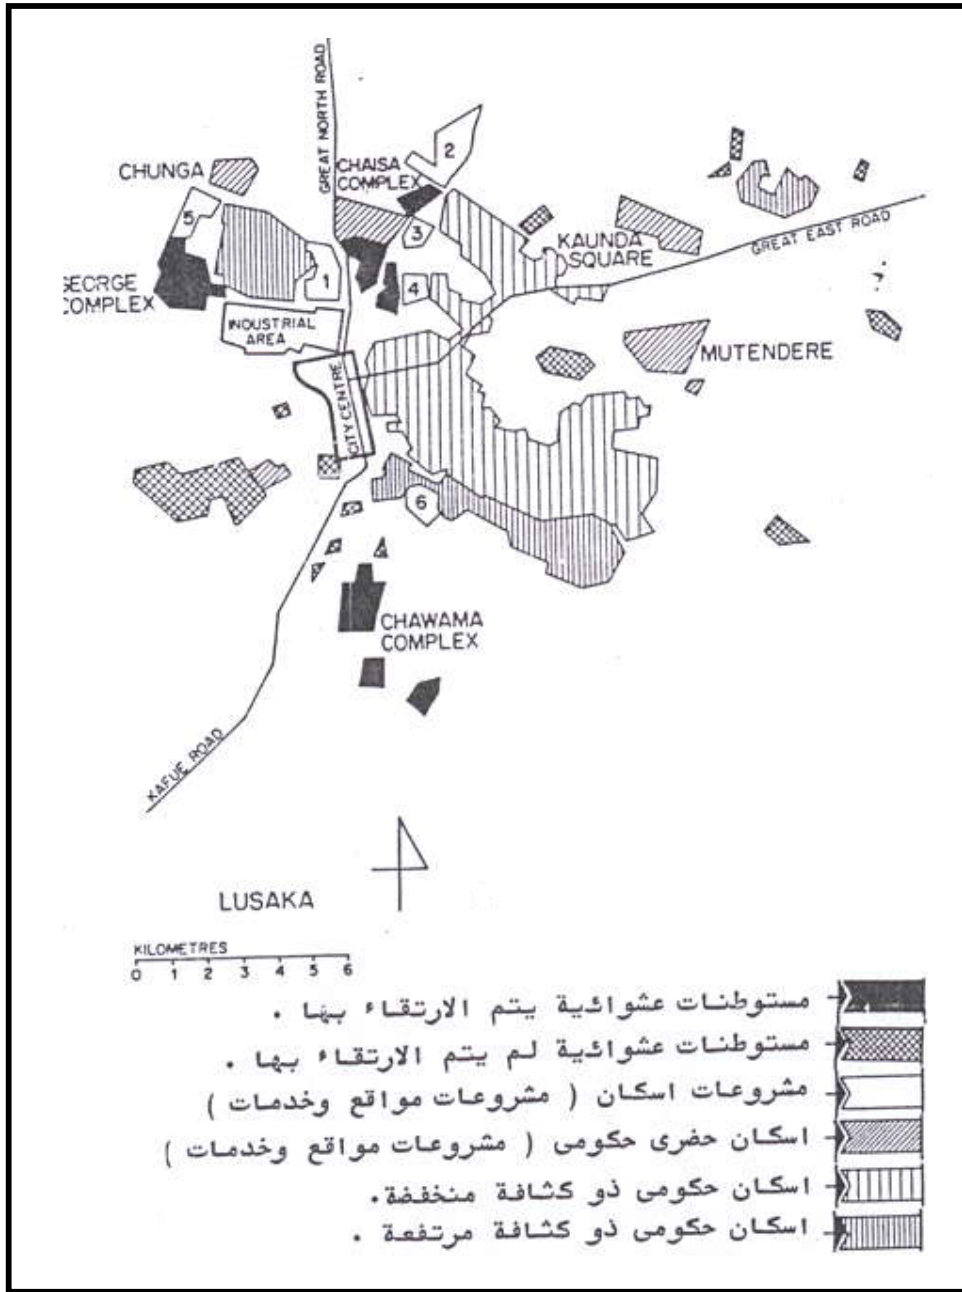 GREAT NORTH ROAD
2
CHUNGA
CHAISA
COMPLEX
5
3
KAUNDA
SQUARE
GREAT EAST ROAD
GEORGE
COMPLEX
1
4
INDUSTRIAL
AREA
MUTENDERE
CITY CENTRE
6
CHAWAMA
COMPLEX
KAFUE ROAD
LUSAKA
KILOMETRES
0 1 2 3 4 5 6
مستوطنات عشوائية يتم الارتقاء بها .
مستوطنات عشوائية لم يتم الارتقاء بها .
مشروعات اسكان ( مشروعات مواقع وخدمات )
اسكان حضرى حكومى ( مشروعات مواقع وخدمات )
اسكان حكومى ذو كثافة منخفضة.
اسكان حكومى ذو كثافة مرتفعة .